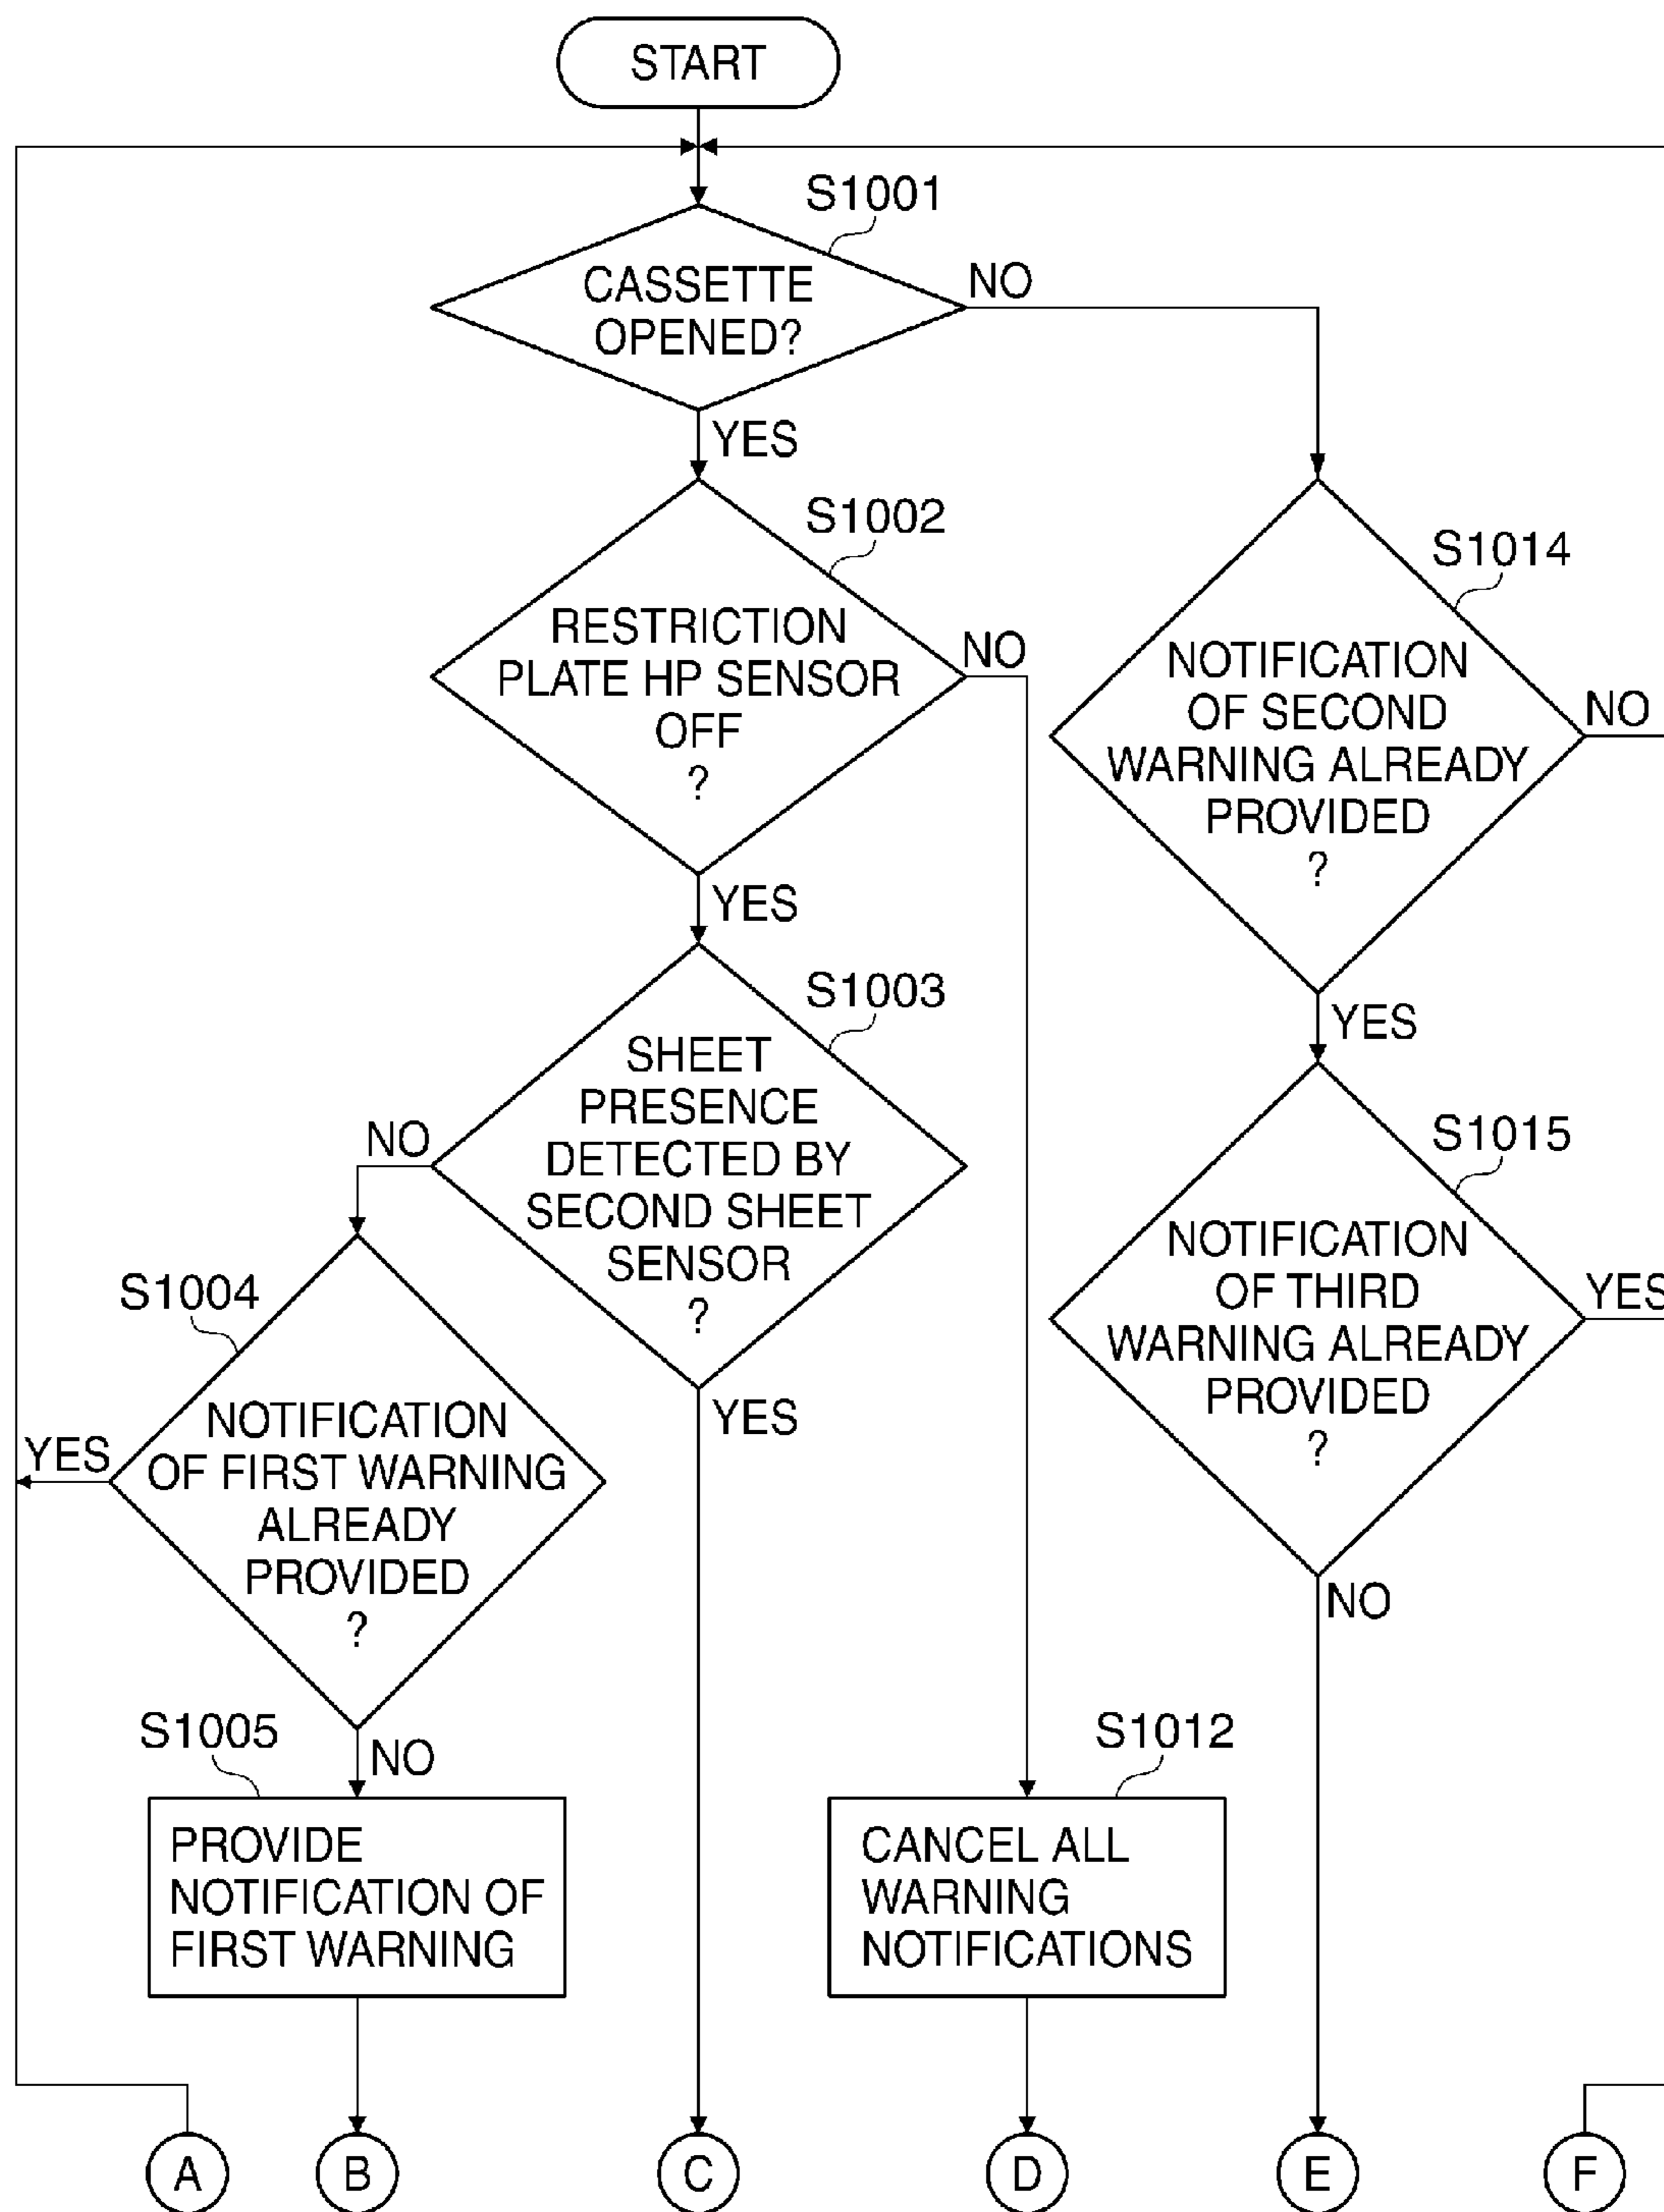 START
S1001
CASSETTE
OPENED?
NO
YES
S1002
RESTRICTION
PLATE HP SENSOR
OFF
?
NO
YES
S1014
NOTIFICATION
OF SECOND
WARNING ALREADY
PROVIDED
?
NO
YES
S1003
SHEET
PRESENCE
DETECTED BY
SECOND SHEET
SENSOR
?
NO
YES
S1015
NOTIFICATION
OF THIRD
WARNING ALREADY
PROVIDED
?
YES
NO
S1004
NOTIFICATION
OF FIRST WARNING
ALREADY
PROVIDED
?
YES
NO
S1005
PROVIDE
NOTIFICATION OF
FIRST WARNING
S1012
CANCEL ALL
WARNING
NOTIFICATIONS
A
B
C
D
E
F